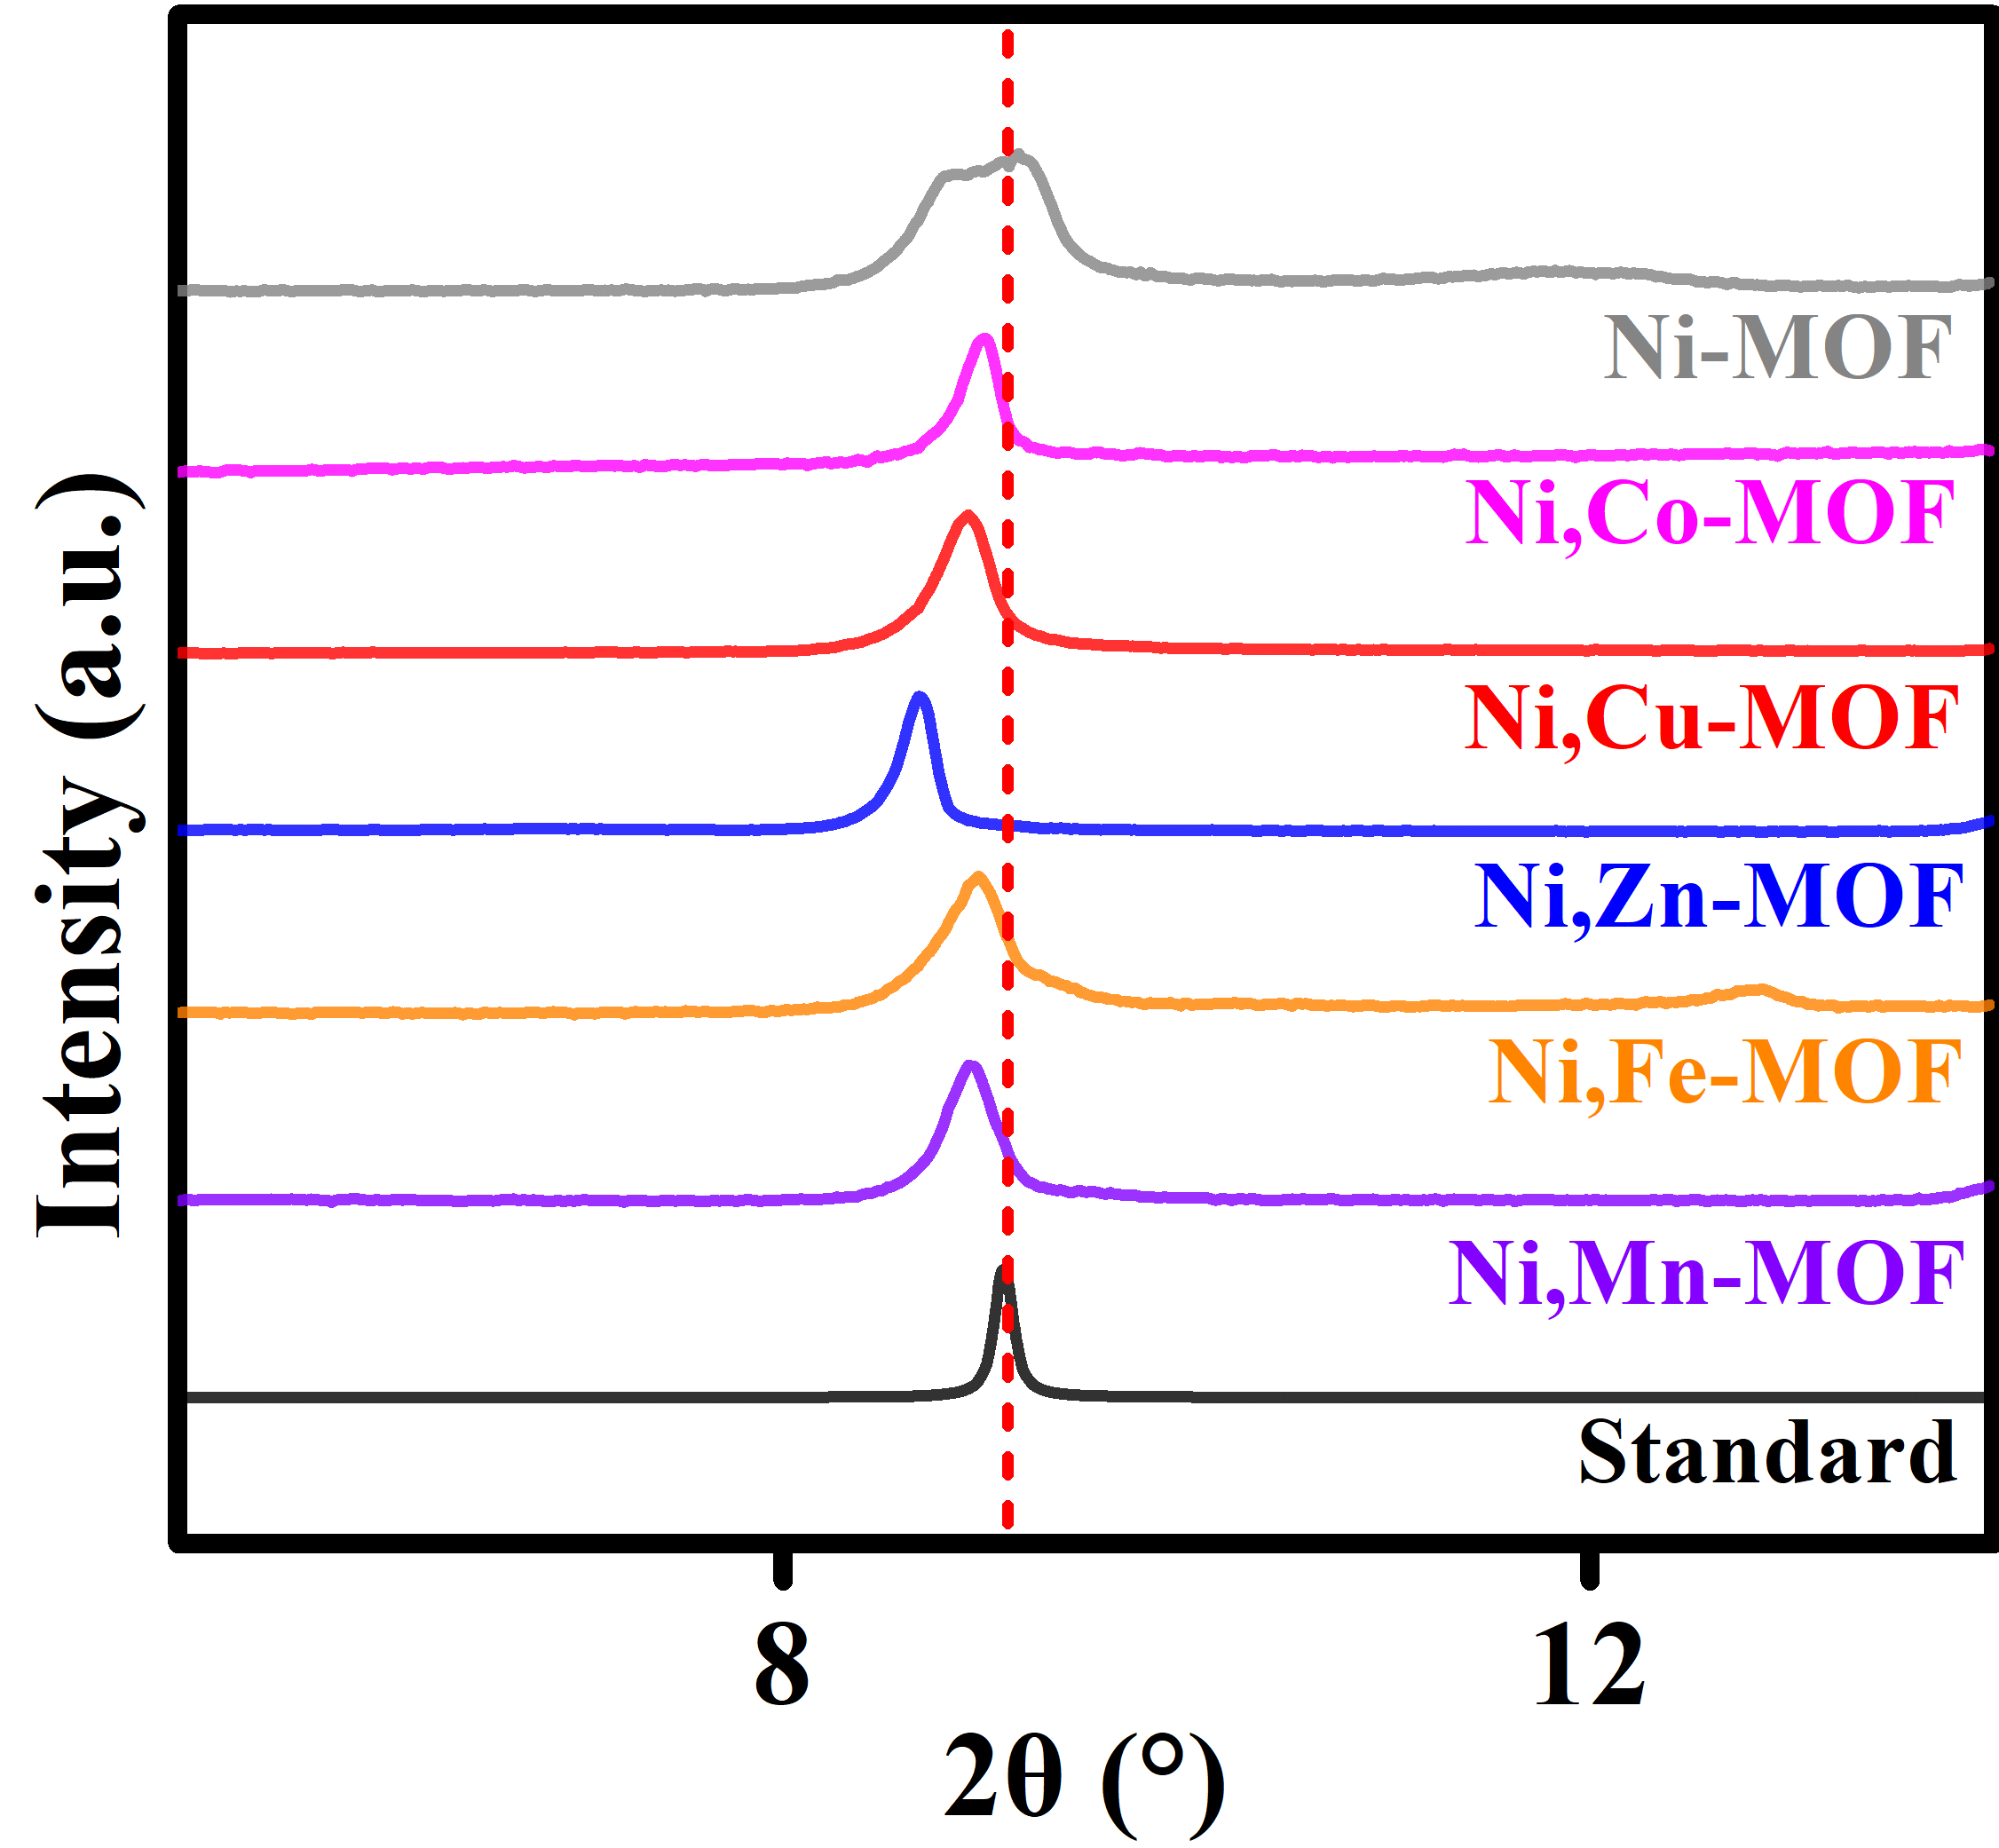 Intensity (a.u.)
Ni-MOF
Ni,Co-MOF
Ni,Cu-MOF
Ni,Zn-MOF
Ni,Fe-MOF
Ni,Mn-MOF
Standard
8 12
2θ (°)